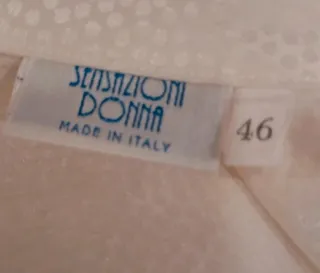 SENSAZIONI
DONNA
MADE IN ITALY
46